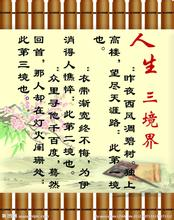 人生三境界
：昨夜西风凋碧树。独上
高楼，望尽天涯路：此第一境
也。
：衣带渐宽终不悔，为伊
消得人憔悴：此第二境也。
：众里寻他千百度，蓦然
回首，那人却在灯火阑珊处：
此第三境也。